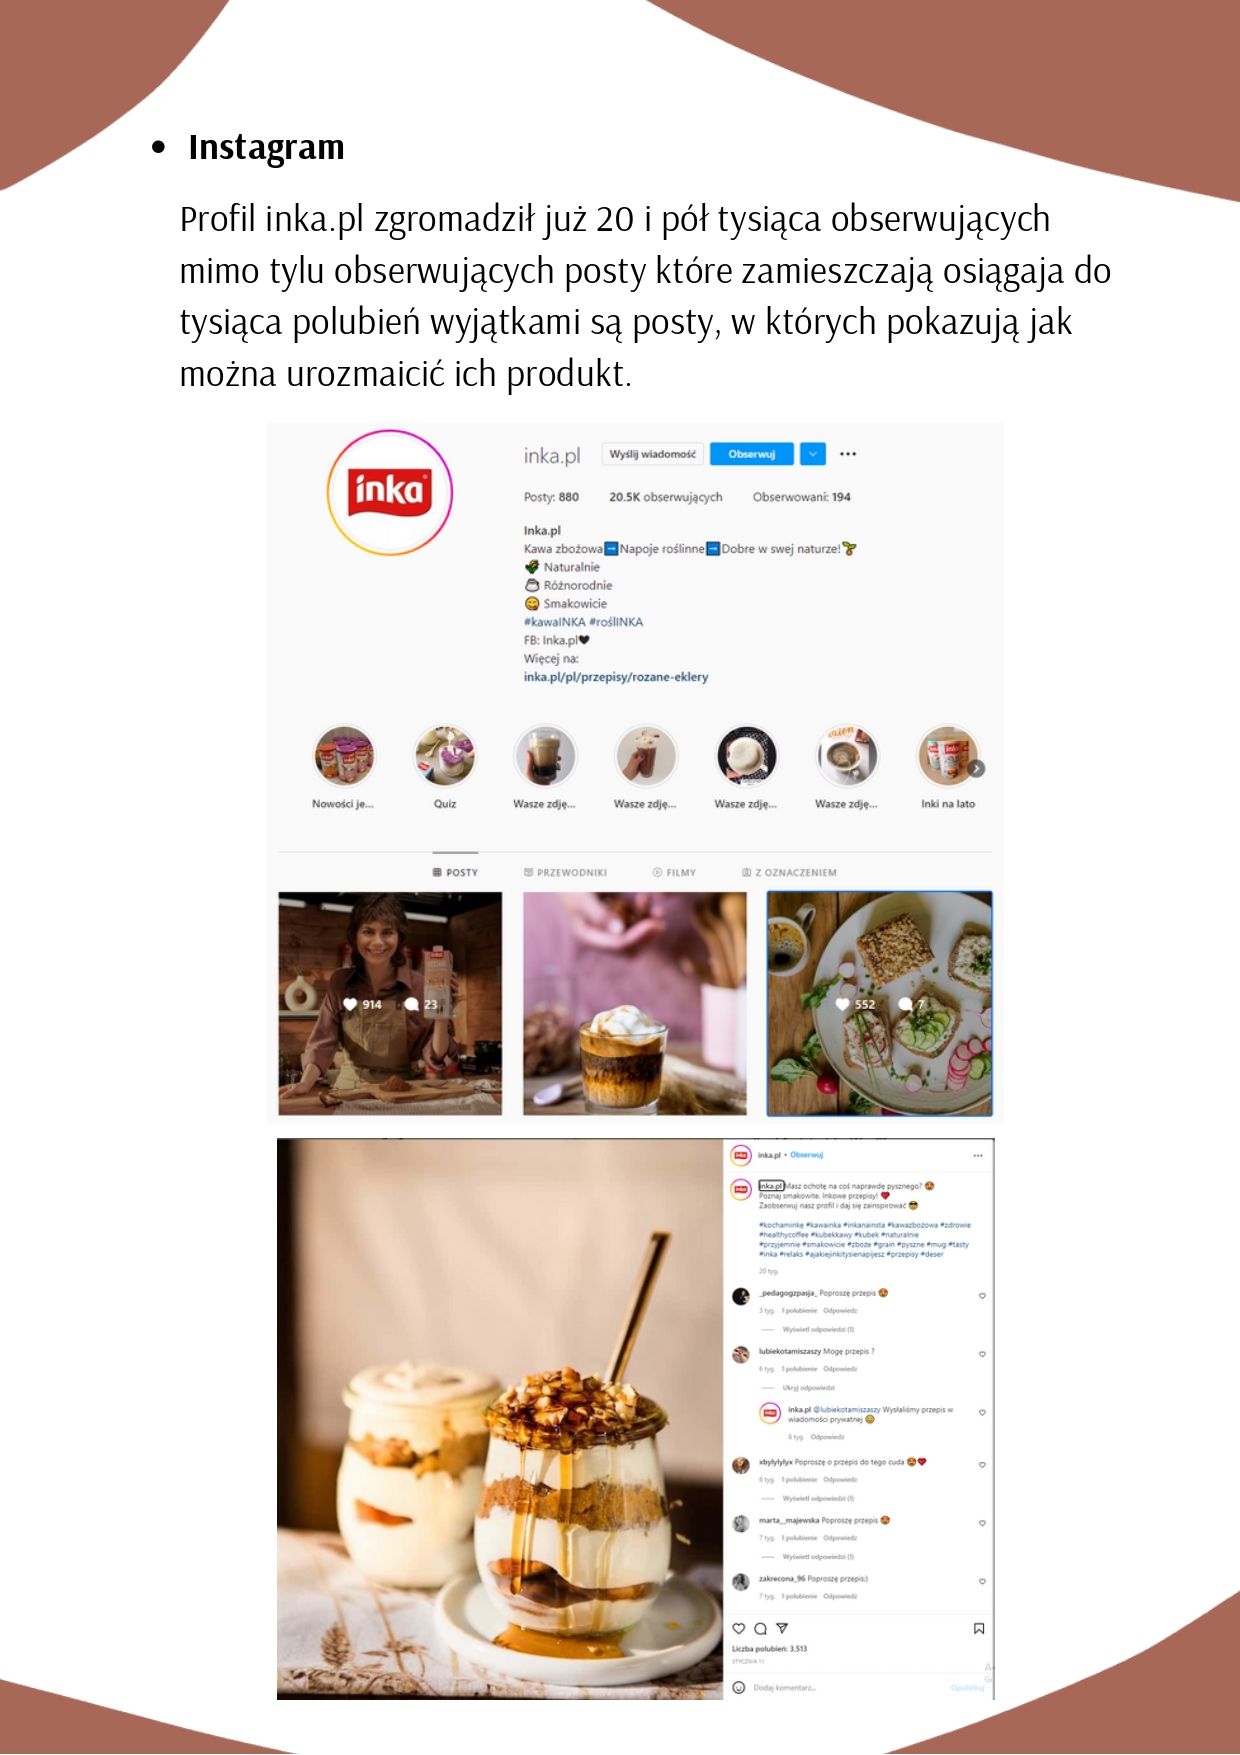 Instagram
Profil inka.pl zgromadził już 20 i pół tysiąca obserwujących
mimo tylu obserwujących posty które zamieszczają osiągaja do
tysiąca polubień wyjątkami są posty, w których pokazują jak
można urozmaicić ich produkt.
inka
inka.pl Wyślij wiadomość Obserwuj
Posty: 880 20.5K obserwujących Obserwowani: 194
Inka.pl
Kawa zbożowa➡Napoje roślinne➡Dobre w swej naturze!🌱
Naturalnie
Różnorodnie
😋 Smakowicie
#kawaINKA #roślINKA
FB: Inka.pl🖤
Więcej na:
inka.pl/pl/przepisy/rozane-eklery
Nowości je... Quiz Wasze zdję... Wasze zdję... Wasze zdję... Wasze zdję... Inki na lato
POSTY PRZEWODNIKI FILMY Z OZNACZENIEM
914 23
552 7
inka.pl • Obserwuj
inka.pl Masz ochotę na coś naprawdę pysznego? 😍
Poznaj smakowite, Inkowe przepisy! ❤
Zaobserwuj nasz profil i daj się zainspirować 😎
#kochaminkę #kawainka #inkanainsta #kawazbożowa #zdrowie
#healthycoffee #kubekkawy #kubek #naturalnie
#przyjemnie #smakowicie #zboże #grain #pyszne #mug #tasty
#inka #relaks #ajakiejinkitysienapijesz #przepisy #deser
20 tyg.
_pedagogzpasja_ Poproszę przepis 😍
3 tyg. 1 polubienie Odpowiedz
Wyświetl odpowiedzi (1)
lubiekotamiszaszy Mogę przepis ?
6 tyg. 1 polubienie Odpowiedz
Ukryj odpowiedzi
inka.pl @lubiekotamiszaszy Wysłaliśmy przepis w
wiadomości prywatnej 😊
6 tyg. Odpowiedz
xbylylylyx Poproszę o przepis do tego cuda 😍❤
6 tyg. 1 polubienie Odpowiedz
Wyświetl odpowiedzi (1)
marta__majewska Poproszę przepis 😍
7 tyg. 1 polubienie Odpowiedz
Wyświetl odpowiedzi (1)
zakrecona_96 Poproszę przepis:)
7 tyg. 1 polubienie Odpowiedz
Liczba polubień: 3.513
STYCZNIA 11
Dodaj komentarz... Opublikuj